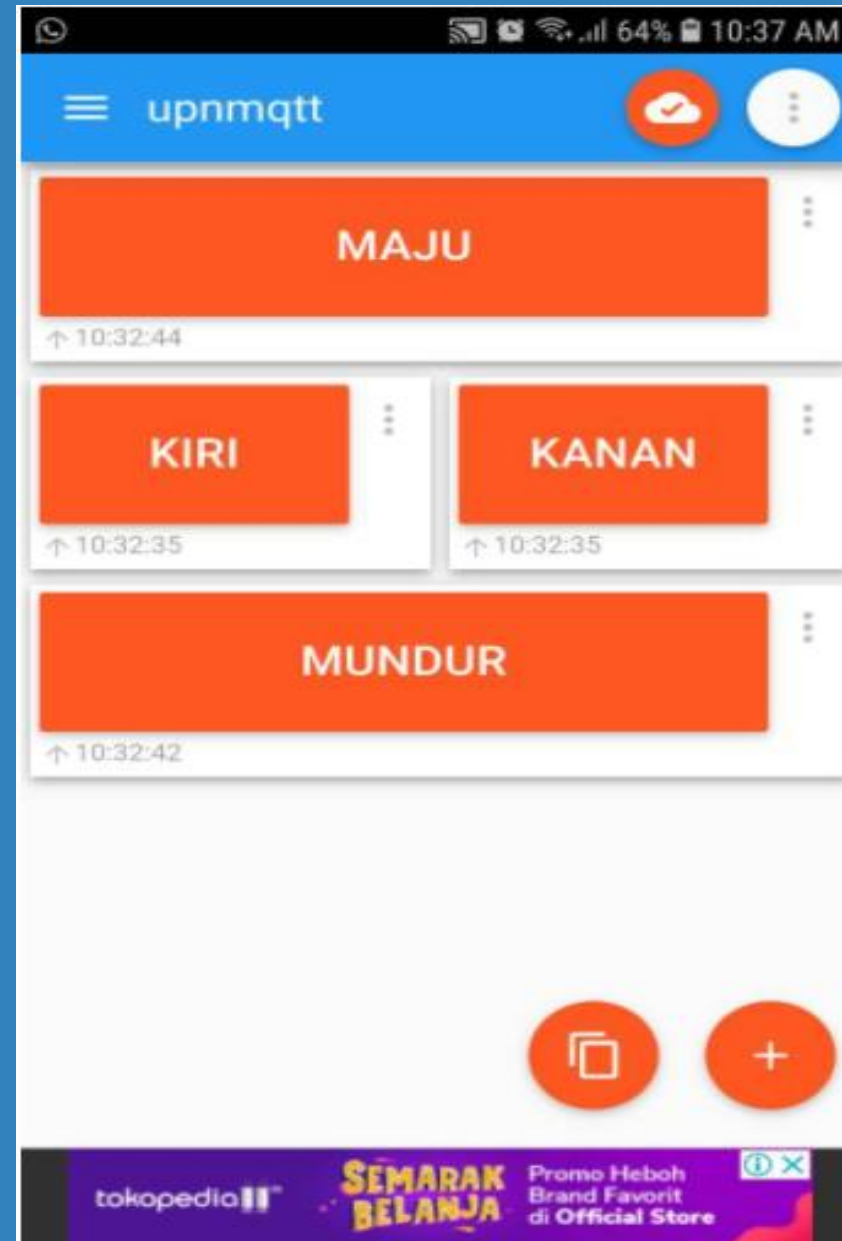 64% 10:37 AM
upnmqtt
MAJU
↑ 10:32:44
KIRI
KANAN
↑ 10:32:35
↑ 10:32:35
MUNDUR
↑ 10:32:42
tokopedia
SEMARAK
BELANJA
Promo Heboh
Brand Favorit
di Official Store